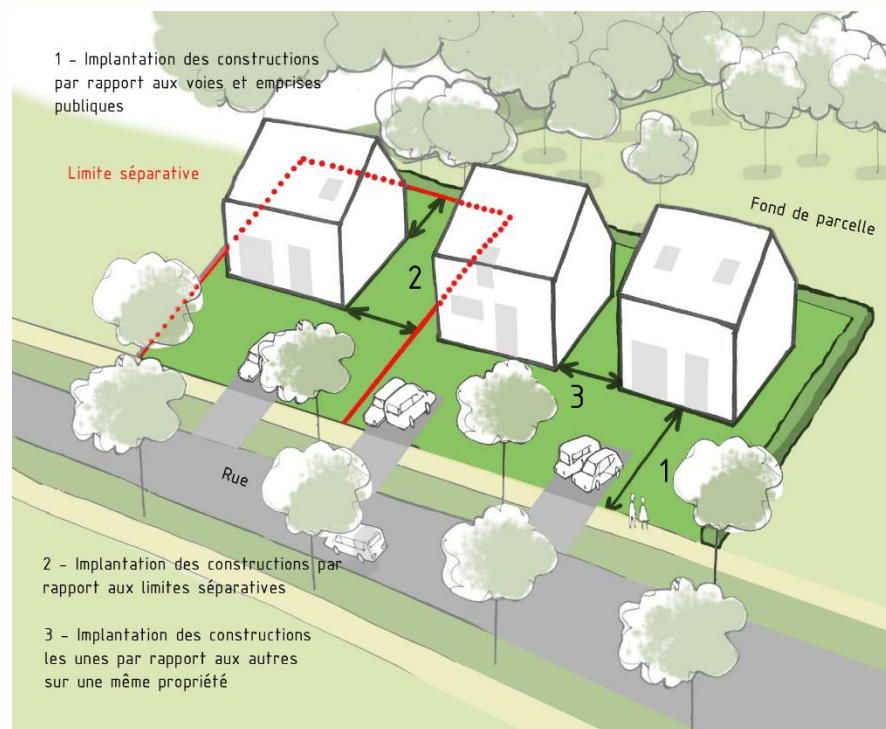 1 - Implantation des constructions
par rapport aux voies et emprises
publiques
Limite séparative
Fond de parcelle
2
3
1
Rue
2 - Implantation des constructions par
rapport aux limites séparatives
3 - Implantation des constructions
les unes par rapport aux autres
sur une même propriété